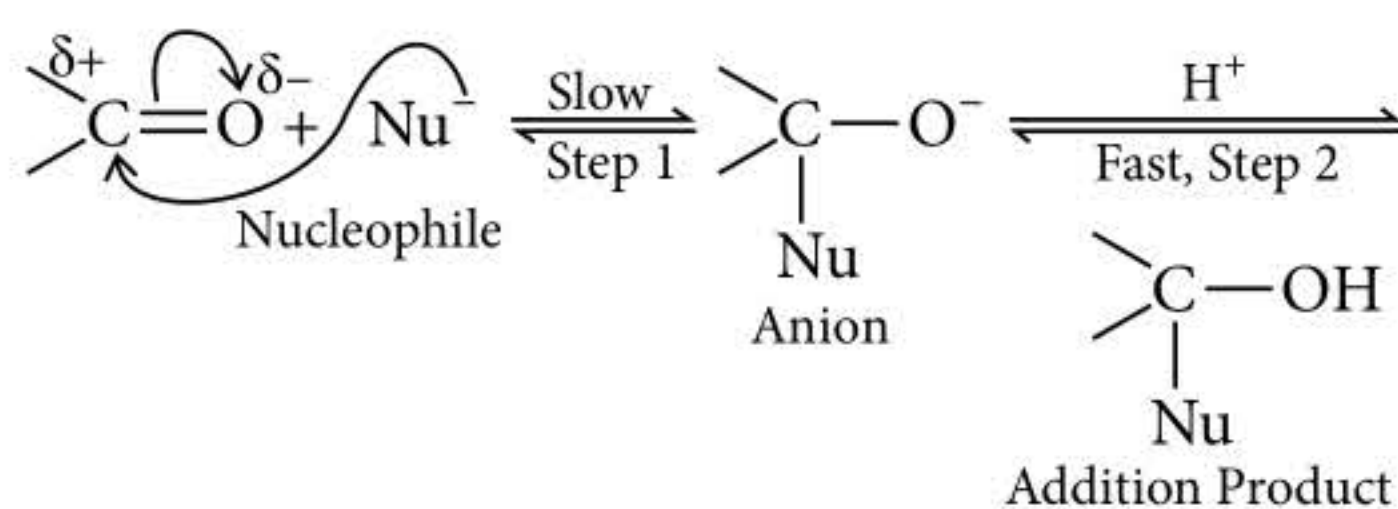 δ+ δ−
C=O + Nu⁻ Slow C—O⁻ H⁺
Step 1 Fast, Step 2
Nucleophile
Nu
Anion
C—OH
Nu
Addition Product